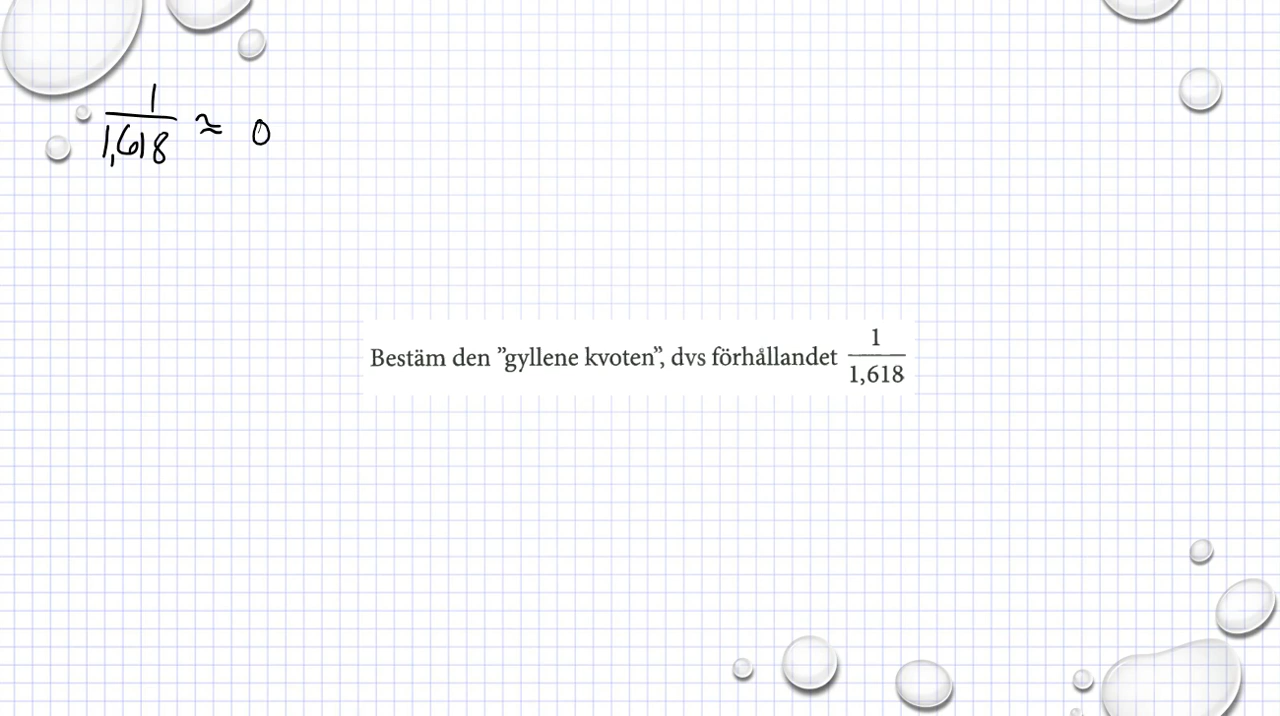 1/1,618 ≈ 0
Bestäm den ”gyllene kvoten”, dvs förhållandet 1/1,618